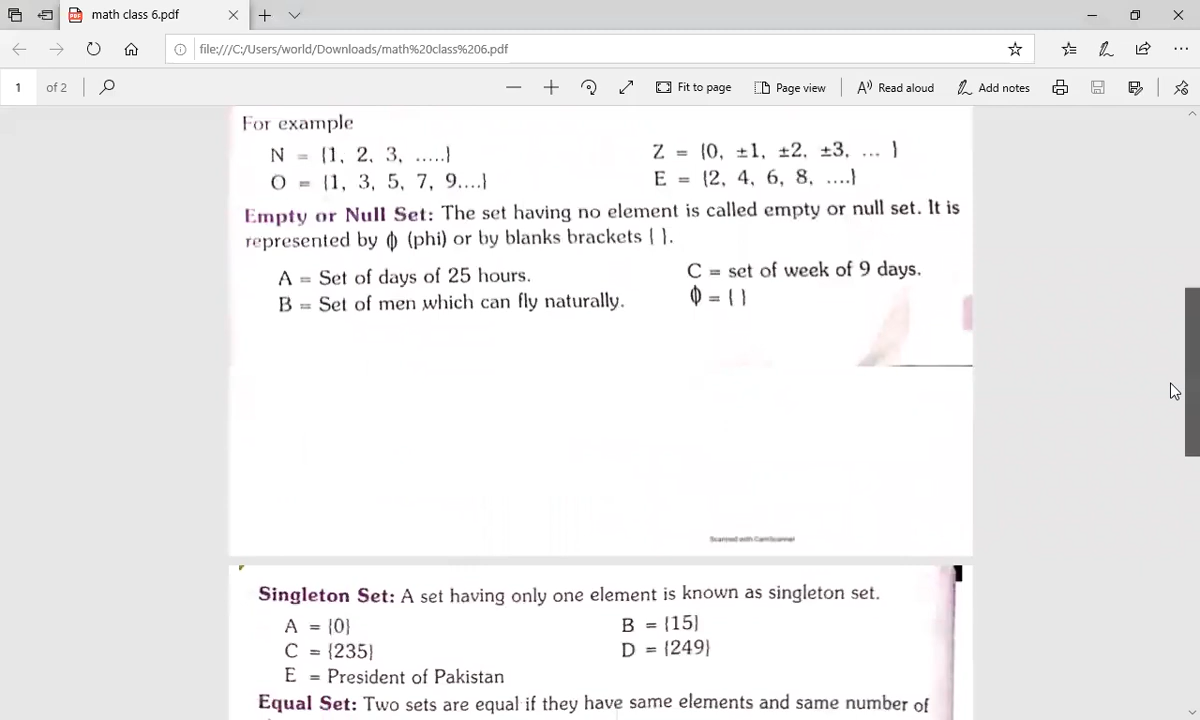 math class 6.pdf
file:///C:/Users/world/Downloads/math%20class%206.pdf
1 of 2 Fit to page Page view Read aloud Add notes
For example
N = {1, 2, 3, .....} Z = {0, ±1, ±2, ±3, ... }
O = {1, 3, 5, 7, 9....} E = {2, 4, 6, 8, ....}
Empty or Null Set: The set having no element is called empty or null set. It is
represented by ϕ (phi) or by blanks brackets { }.
A = Set of days of 25 hours. C = set of week of 9 days.
B = Set of men which can fly naturally. ϕ = { }
Scanned with CamScanner
Singleton Set: A set having only one element is known as singleton set.
A = {0} B = {15}
C = {235} D = {249}
E = President of Pakistan
Equal Set: Two sets are equal if they have same elements and same number of